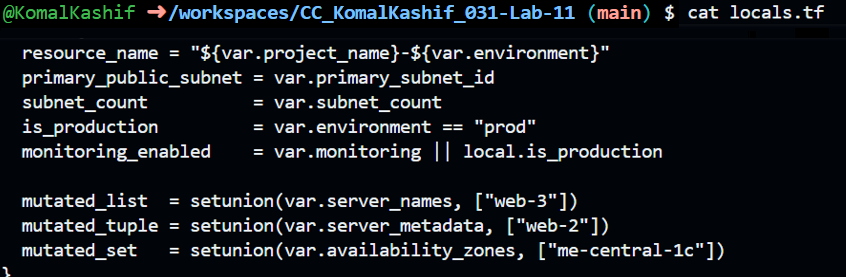 @KomalKashif ➜/workspaces/CC_KomalKashif_031-Lab-11 (main) $ cat locals.tf
resource_name = "${var.project_name}-${var.environment}"
primary_public_subnet = var.primary_subnet_id
subnet_count          = var.subnet_count
is_production         = var.environment == "prod"
monitoring_enabled    = var.monitoring || local.is_production
mutated_list  = setunion(var.server_names, ["web-3"])
mutated_tuple = setunion(var.server_metadata, ["web-2"])
mutated_set   = setunion(var.availability_zones, ["me-central-1c"])
}